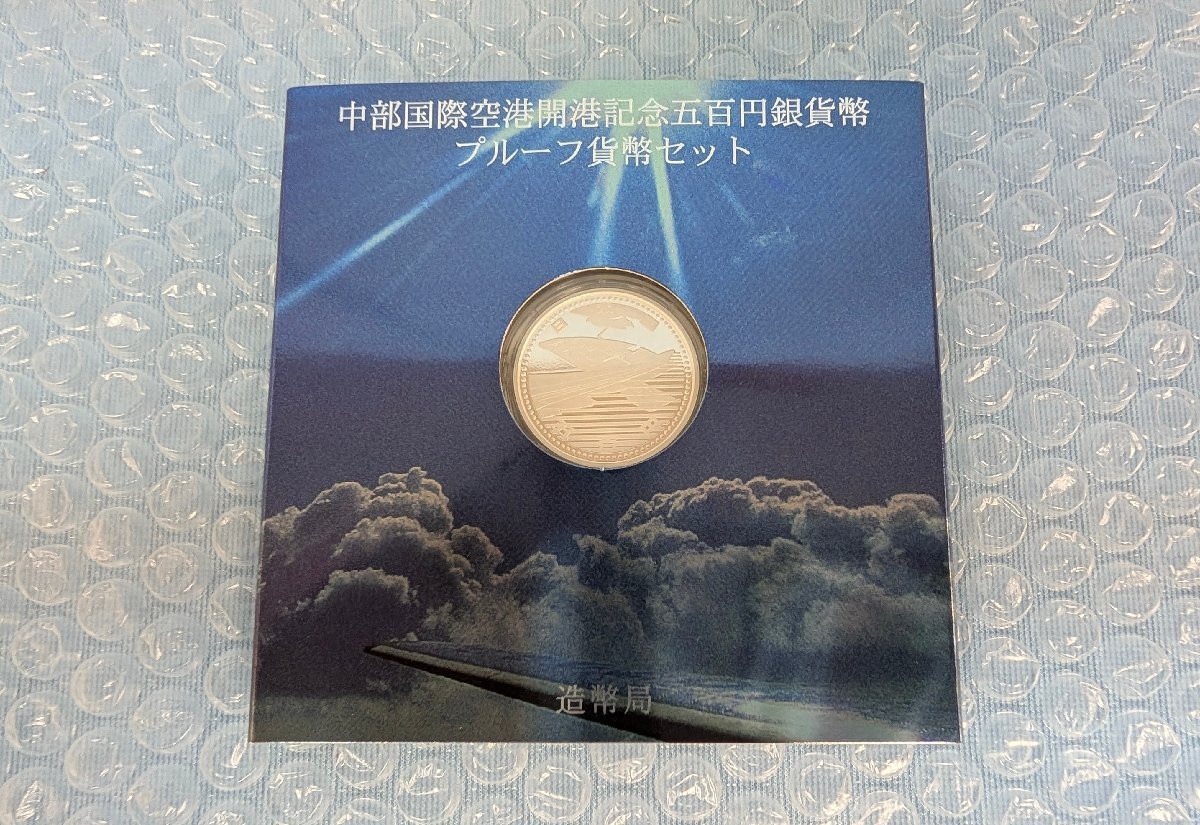 中部国際空港開港記念五百円銀貨幣
プルーフ貨幣セット
造幣局